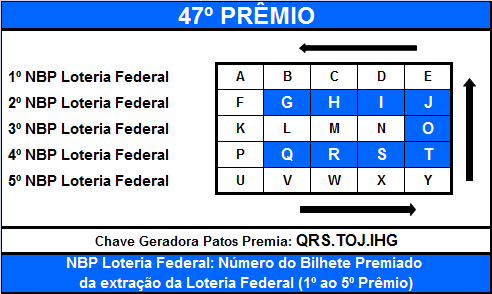 47º PRÊMIO
1º NBP Loteria Federal A B C D E
2º NBP Loteria Federal F G H I J
3º NBP Loteria Federal K L M N O
4º NBP Loteria Federal P Q R S T
5º NBP Loteria Federal U V W X Y
Chave Geradora Patos Premia: QRS.TOJ.IHG
NBP Loteria Federal: Número do Bilhete Premiado
da extração da Loteria Federal (1º ao 5º Prêmio)